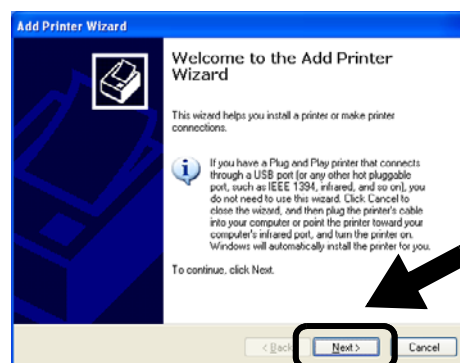 Add Printer Wizard
Welcome to the Add Printer
Wizard
This wizard helps you install a printer or make printer
connections.
If you have a Plug and Play printer that connects
through a USB port (or any other hot pluggable
port, such as IEEE 1394, infrared, and so on), you
do not need to use this wizard. Click Cancel to
close the wizard, and then plug the printer's cable
into your computer or point the printer toward your
computer's infrared port, and turn the printer on.
Windows will automatically install the printer for you.
To continue, click Next.
< Back Next > Cancel